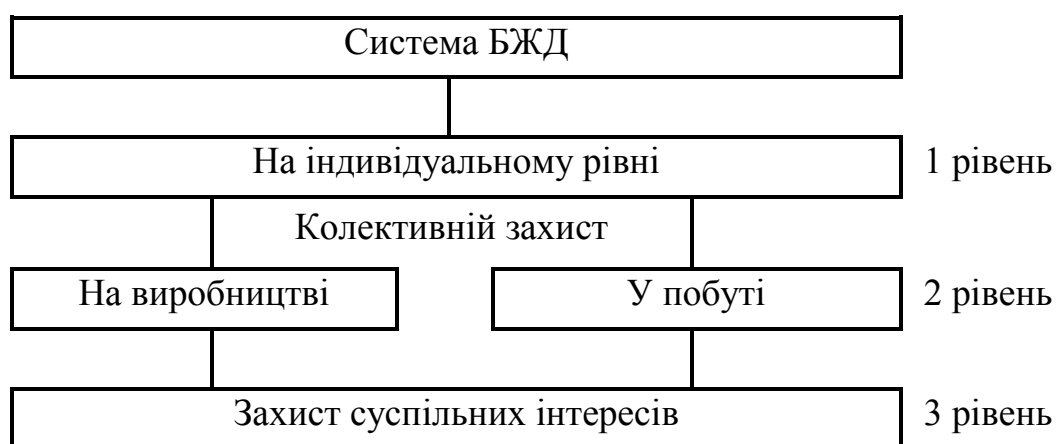 Система БЖД
На індивідуальному рівні 1 рівень
Колективній захист
На виробництві У побуті 2 рівень
Захист суспільних інтересів 3 рівень